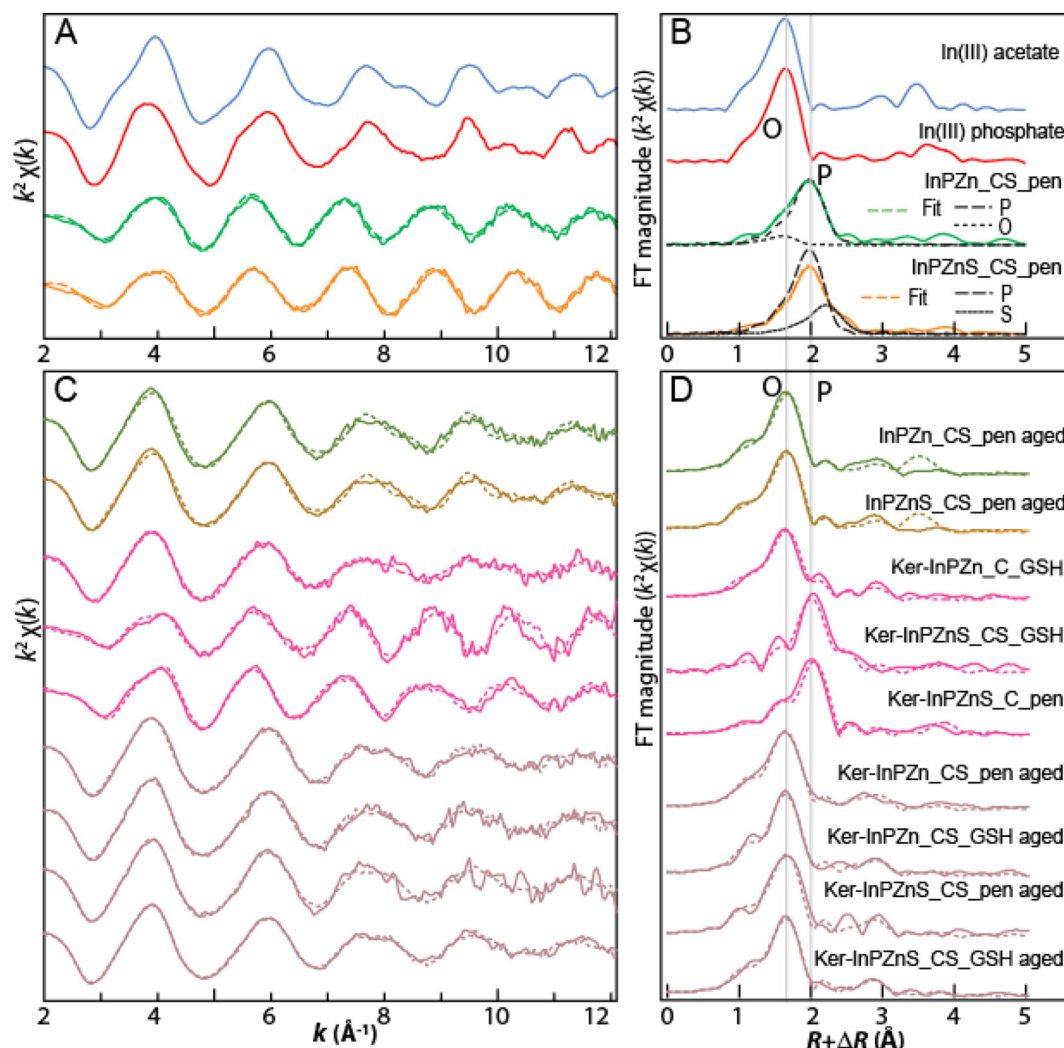 A
k² χ(k)
2 4 6 8 10 12
B
FT magnitude (k²χ(k))
In(III) acetate
In(III) phosphate
O
P
InPZn_CS_pen
Fit P
O
InPZnS_CS_pen
Fit P
S
0 1 2 3 4 5
C
k² χ(k)
2 4 6 8 10 12
k (Å⁻¹)
D
O P
FT magnitude (k²χ(k))
InPZn_CS_pen aged
InPZnS_CS_pen aged
Ker-InPZn_C_GSH
Ker-InPZnS_CS_GSH
Ker-InPZnS_C_pen
Ker-InPZn_CS_pen aged
Ker-InPZn_CS_GSH aged
Ker-InPZnS_CS_pen aged
Ker-InPZnS_CS_GSH aged
0 1 2 3 4 5
R+ΔR (Å)